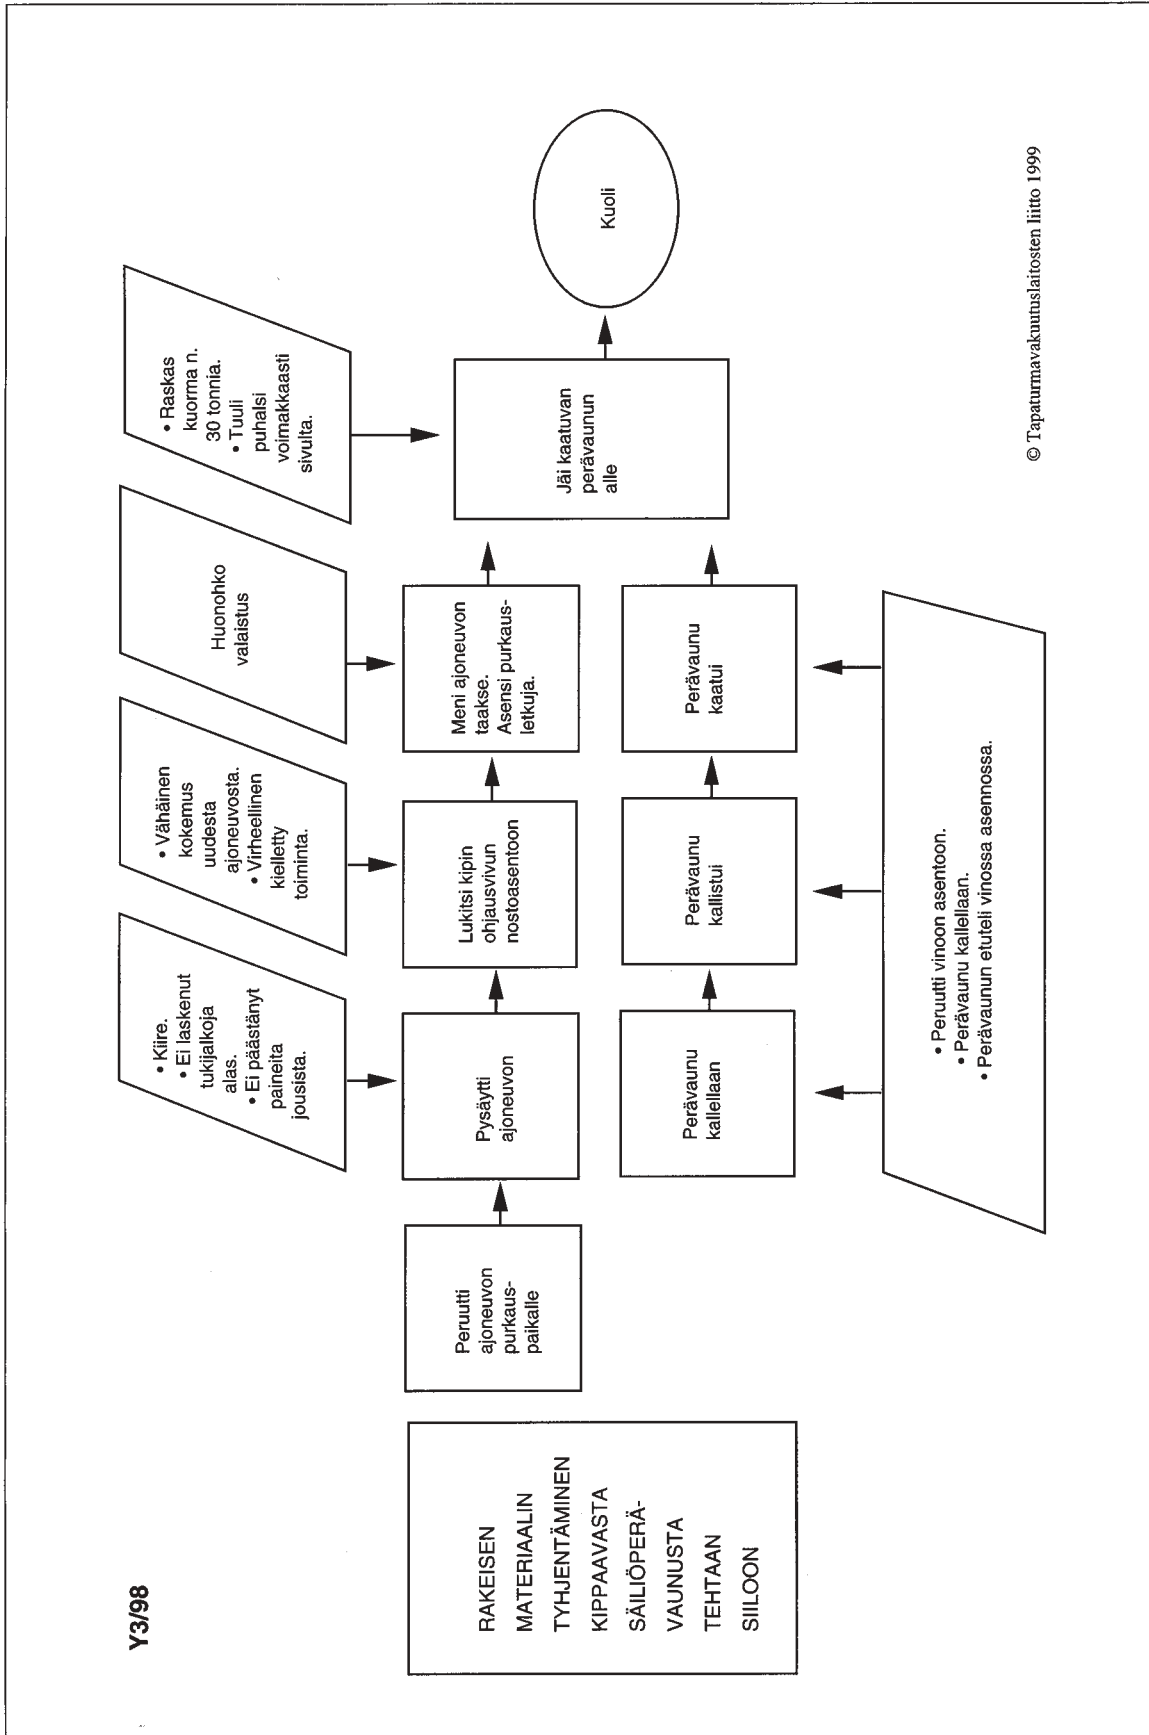 Y3/98
RAKEISEN
MATERIAALIN
TYHJENTÄMINEN
KIPPAAVASTA
SÄILIÖPERÄ-
VAUNUSTA
TEHTAAN
SIILOON
Peruutti
ajoneuvon
purkaus-
paikalle
• Kiire.
• Ei laskenut
tukijalkoja
alas.
• Ei päästänyt
paineita
jousista.
Pysäytti
ajoneuvon
• Vähäinen
kokemus
uudesta
ajoneuvosta.
• Virheellinen
kielletty
toiminta.
Lukitsi kipin
ohjausvivun
nostoasentoon
Huonohko
valaistus
Meni ajoneuvon
taakse.
Asensi purkaus-
letkuja.
• Raskas
kuorma n.
30 tonnia.
• Tuuli
puhalsi
voimakkaasti
sivulta.
Jäi kaatuvan
perävaunun
alle
Kuoli
Perävaunu
kallellaan
Perävaunu
kallistui
Perävaunu
kaatui
• Peruutti vinoon asentoon.
• Perävaunu kallellaan.
• Perävaunun etuteli vinossa asennossa.
© Tapaturmavakuutuslaitosten liitto 1999